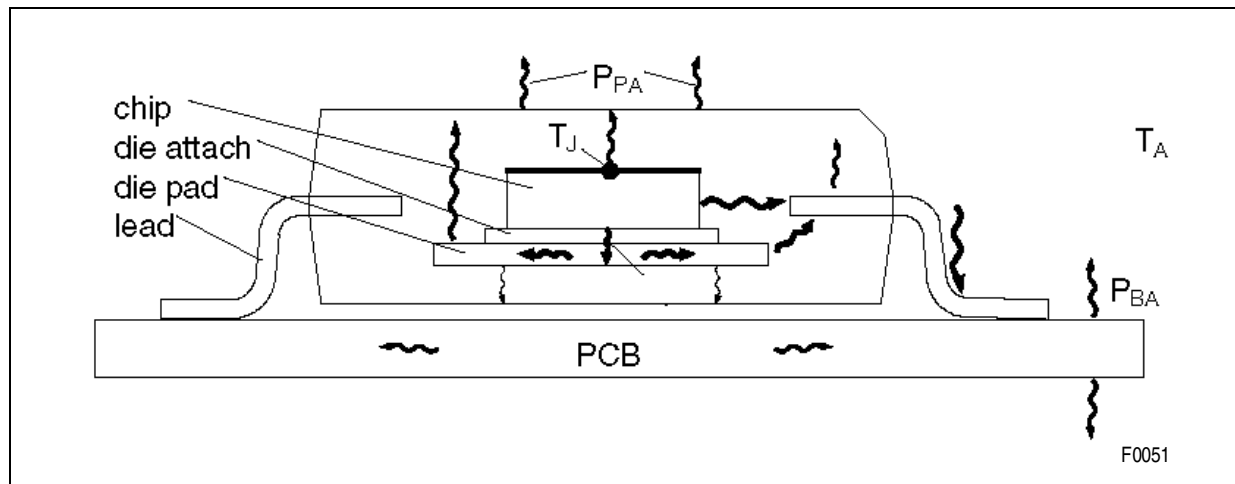 P_PA
chip
T_J
die attach
die pad
lead
T_A
P_BA
PCB
F0051